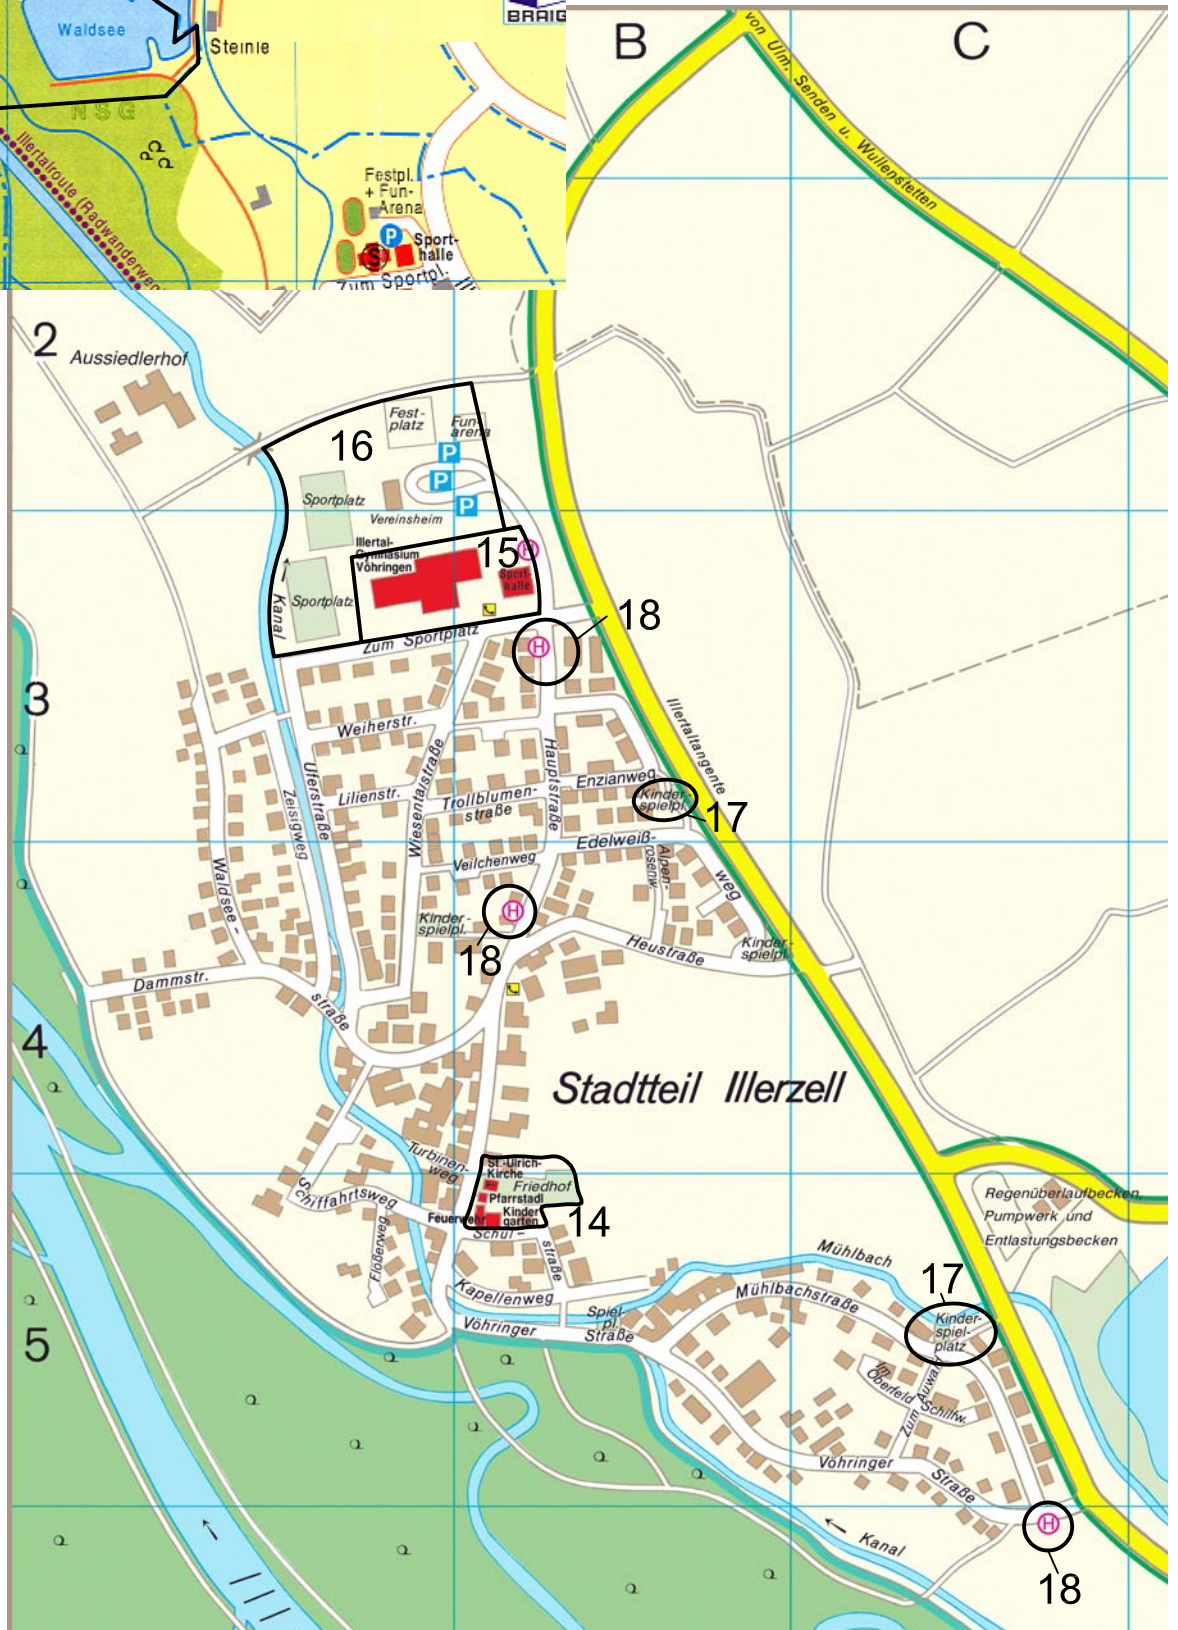 Waldsee
Steinle
BRAIG
NSG
Illertalroute (Radwanderweg
Festpl.
+ Fun-
Arena
P
Sport-
halle
S
Zum Sportpl.
B
C
von Ulm, Senden u. Wullenstetten
2
Aussiedlerhof
16
Fest-
platz
Fun-
arena
P
P
P
Sportplatz
Vereinsheim
Illertal-
Gymnasium
Vöhringen
15
H
Sport-
halle
Sportplatz
Kanal
Zum Sportplatz
H
18
3
Weiherstr.
Illertaltangente
Hauptstraße
Uferstraße
Zeisigweg
Lilienstr.
Wiesentalstraße
Trollblumen-
straße
Enzianweg
Kinder-
spielpl.
17
Edelweiß-
weg
Alpen-
rosenw.
Veilchenweg
Waldsee-
straße
Kinder-
spielpl.
H
18
Heustraße
Kinder-
spielpl.
Dammstr.
4
Stadtteil Illerzell
Turbinen-
weg
St.-Ulrich-
Kirche
Friedhof
Pfarrstadl
Kinder
garten
Feuerwehr
14
Schul-
straße
Schiffahrtsweg
Flößerweg
Regenüberlaufbecken,
Pumpwerk und
Entlastungsbecken
Mühlbach
Kapellenweg
Mühlbachstraße
17
Kinder-
spiel-
platz
5
Vöhringer
Straße
Spiel-
pl.
Im
Oberfeld
Schilfw.
Zum Auwald
Vöhringer
Straße
Kanal
H
18